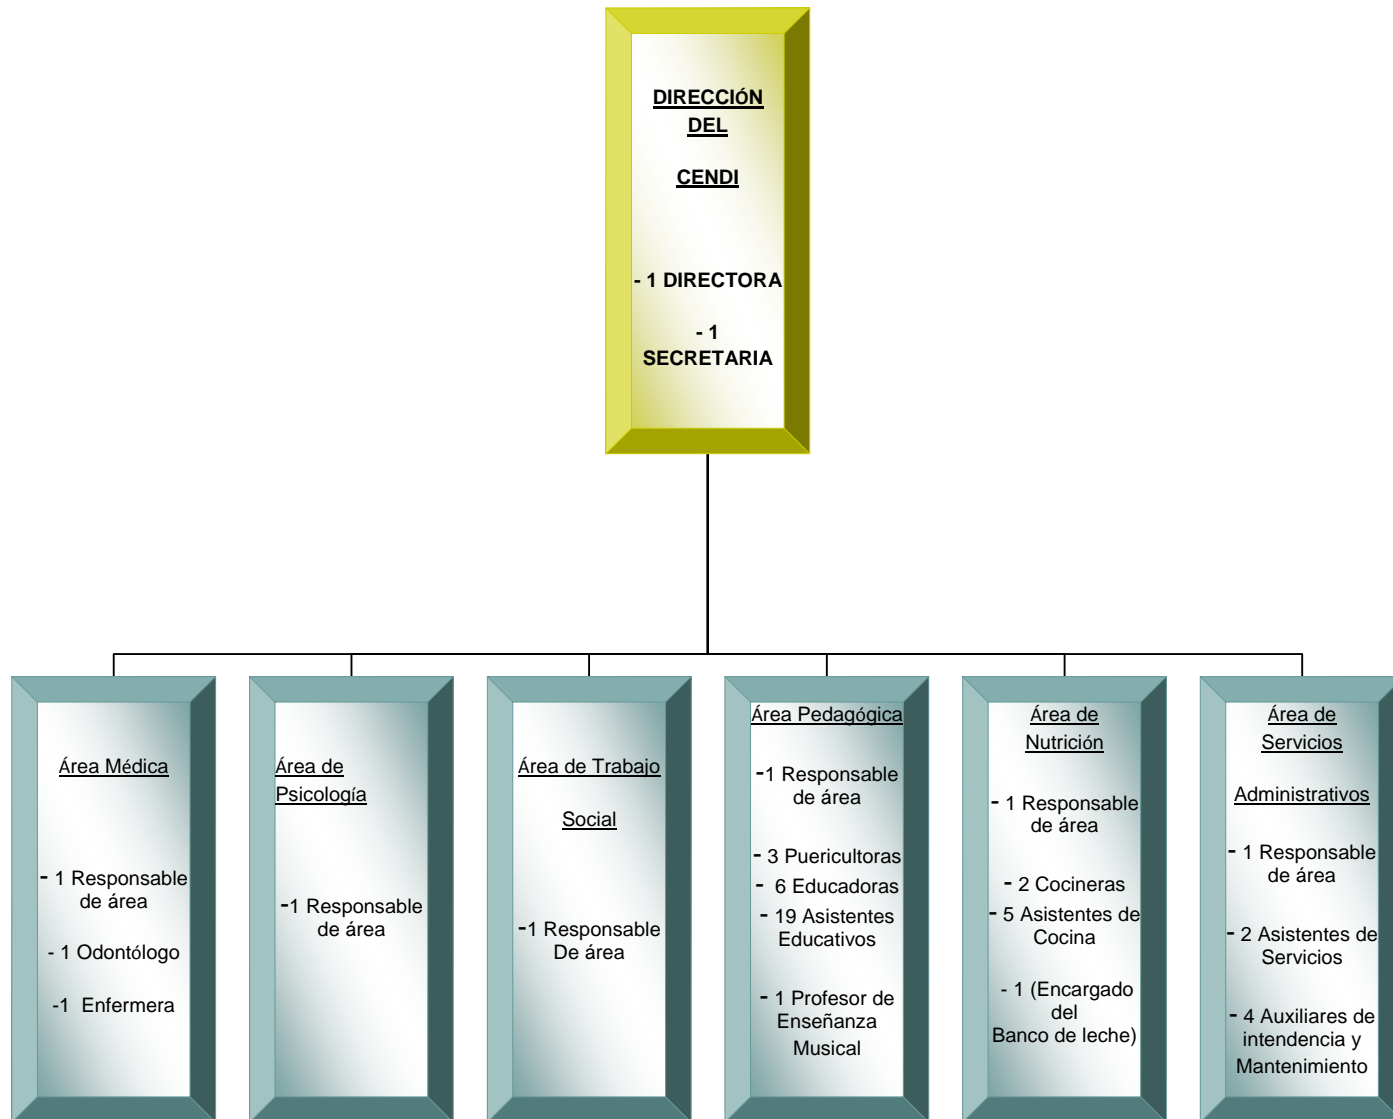 DIRECCIÓN
DEL
CENDI
- 1 DIRECTORA
- 1
SECRETARIA
Área Médica
- 1 Responsable
de área
- 1 Odontólogo
-1 Enfermera
Área de
Psicología
-1 Responsable
de área
Área de Trabajo
Social
-1 Responsable
De área
Área Pedagógica
-1 Responsable
de área
- 3 Puericultoras
- 6 Educadoras
- 19 Asistentes
Educativos
- 1 Profesor de
Enseñanza
Musical
Área de
Nutrición
- 1 Responsable
de área
- 2 Cocineras
- 5 Asistentes de
Cocina
- 1 (Encargado
del
Banco de leche)
Área de
Servicios
Administrativos
- 1 Responsable
de área
- 2 Asistentes de
Servicios
- 4 Auxiliares de
intendencia y
Mantenimiento